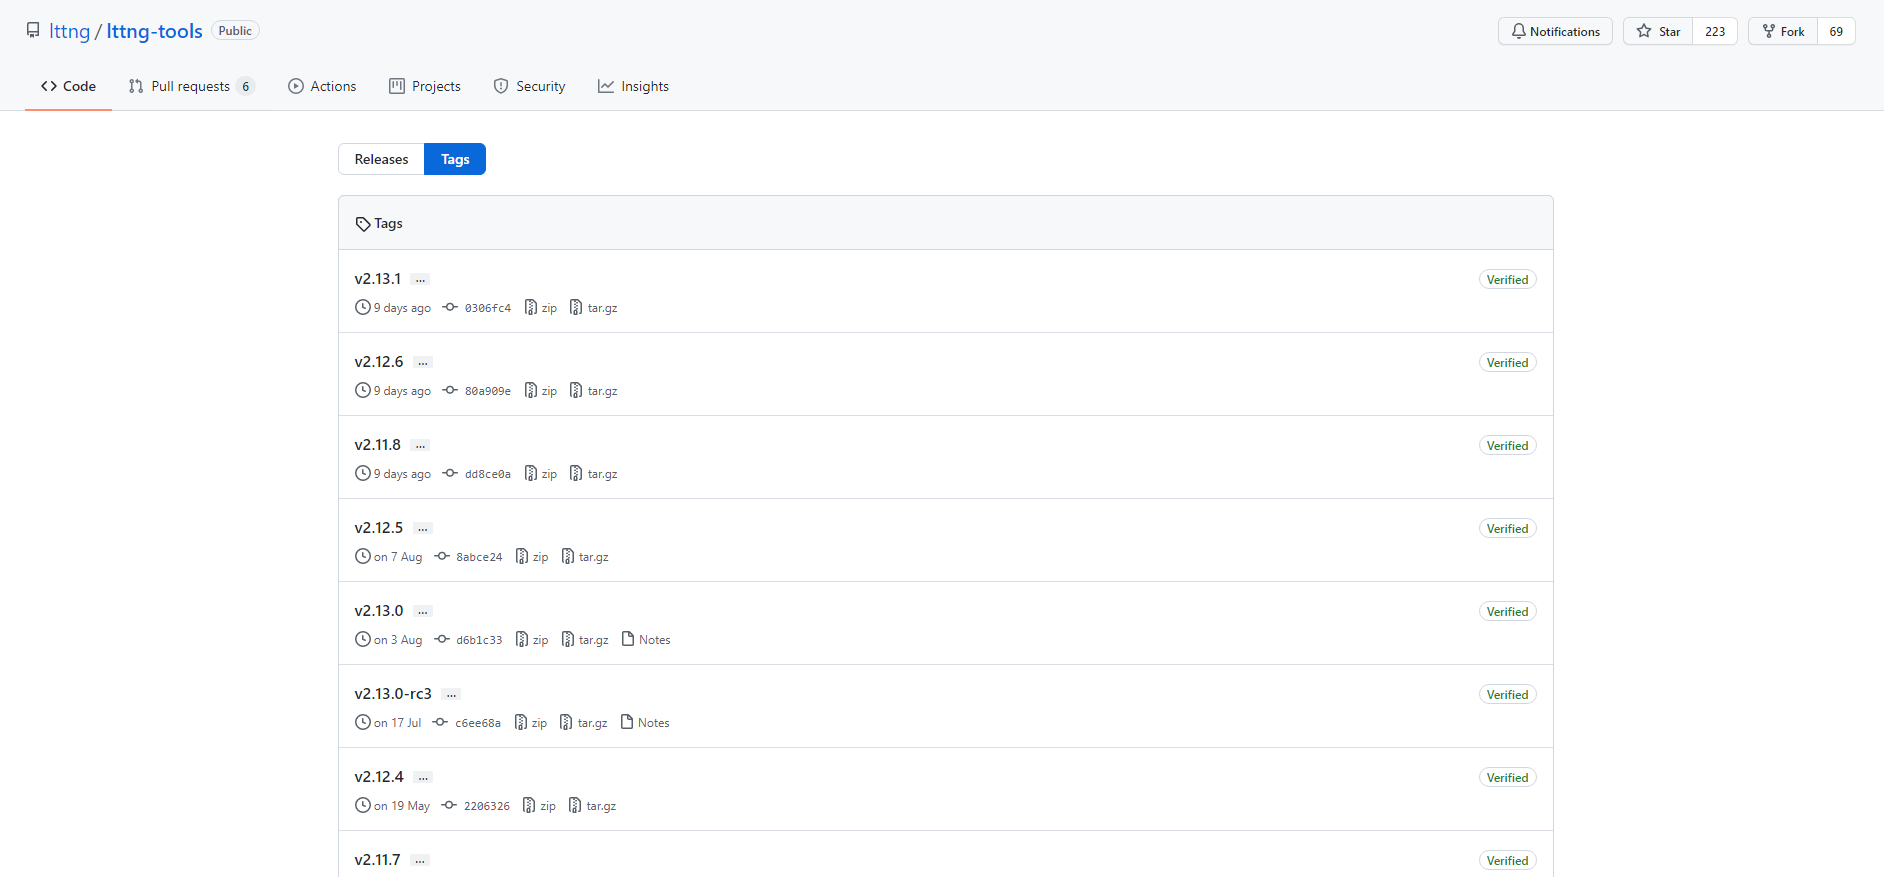 lttng / lttng-tools Public Notifications Star 223 Fork 69
Code Pull requests 6 Actions Projects Security Insights
Releases Tags
Tags
v2.13.1 ... Verified
9 days ago 0306fc4 zip tar.gz
v2.12.6 ... Verified
9 days ago 80a909e zip tar.gz
v2.11.8 ... Verified
9 days ago dd8ce0a zip tar.gz
v2.12.5 ... Verified
on 7 Aug 8abce24 zip tar.gz
v2.13.0 ... Verified
on 3 Aug d6b1c33 zip tar.gz Notes
v2.13.0-rc3 ... Verified
on 17 Jul c6ee68a zip tar.gz Notes
v2.12.4 ... Verified
on 19 May 2206326 zip tar.gz
v2.11.7 ... Verified